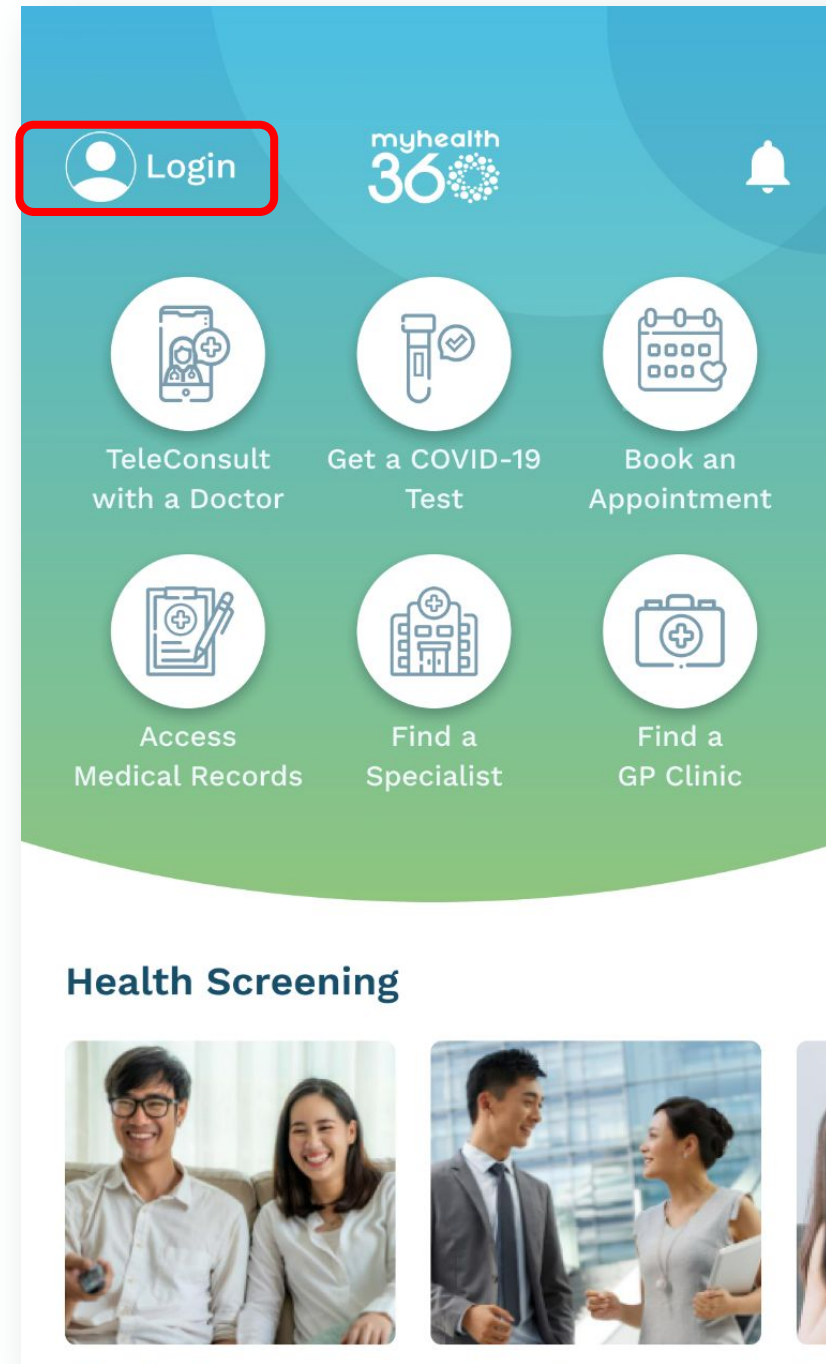 Login
myhealth
360
TeleConsult
with a Doctor
Get a COVID-19
Test
Book an
Appointment
Access
Medical Records
Find a
Specialist
Find a
GP Clinic
Health Screening